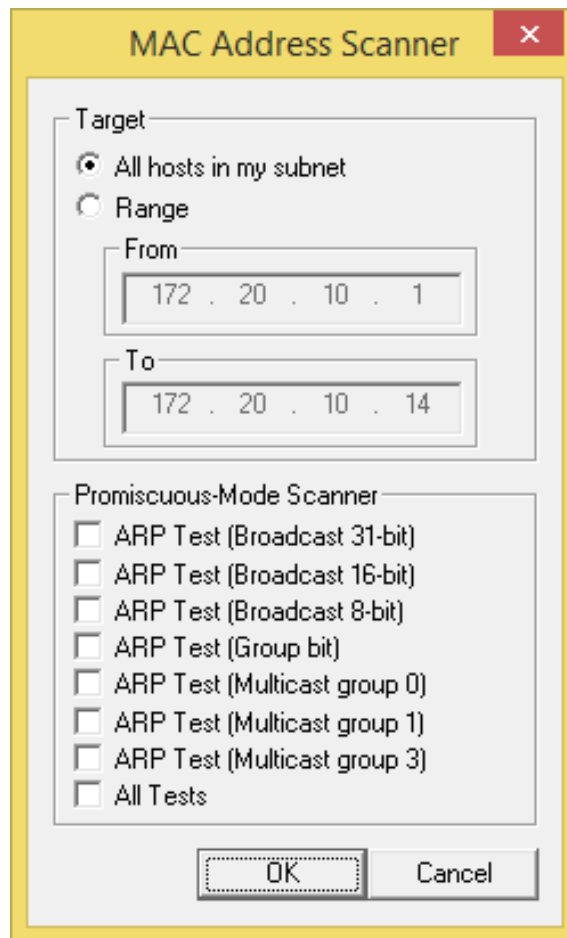 MAC Address Scanner
Target
All hosts in my subnet
Range
From
172 . 20 . 10 . 1
To
172 . 20 . 10 . 14
Promiscuous-Mode Scanner
ARP Test (Broadcast 31-bit)
ARP Test (Broadcast 16-bit)
ARP Test (Broadcast 8-bit)
ARP Test (Group bit)
ARP Test (Multicast group 0)
ARP Test (Multicast group 1)
ARP Test (Multicast group 3)
All Tests
OK Cancel